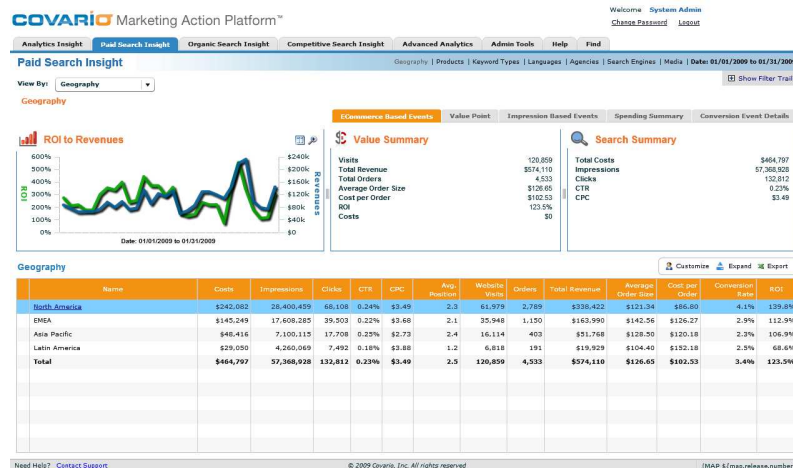 Welcome System Admin
COVARIO Marketing Action Platform™
Change Password Logout
Analytics Insight Paid Search Insight Organic Search Insight Competitive Search Insight Advanced Analytics Admin Tools Help Find
Paid Search Insight
Geography | Products | Keyword Types | Languages | Agencies | Search Engines | Media | Date: 01/01/2009 to 01/31/2009
View By: Geography
Show Filter Trail
Geography
ECommerce Based Events Value Point Impression Based Events Spending Summary Conversion Event Details
ROI to Revenues
600%
500%
400%
300%
200%
100%
0%
ROI
$240k
$200k
$160k
$120k
$80k
$40k
$0
Revenues
Date: 01/01/2009 to 01/31/2009
Value Summary
Visits 120,859
Total Revenue $574,110
Total Orders 4,533
Average Order Size $126.65
Cost per Order $102.53
ROI 123.5%
Costs $0
Search Summary
Total Costs $464,797
Impressions 57,368,928
Clicks 132,812
CTR 0.23%
CPC $3.49
Geography
Customize Expand Export
Name Costs Impressions Clicks CTR CPC Avg. Position Website Visits Orders Total Revenue Average Order Size Cost per Order Conversion Rate ROI
North America $242,082 28,400,459 68,108 0.24% $3.49 2.3 61,979 2,789 $338,422 $121.34 $86.80 4.1% 139.8%
EMEA $145,249 17,608,285 39,503 0.22% $3.68 2.1 35,948 1,150 $163,990 $142.56 $126.27 2.9% 112.9%
Asia Pacific $48,416 7,100,115 17,708 0.25% $2.73 2.4 16,114 403 $51,768 $128.50 $120.18 2.3% 106.9%
Latin America $29,050 4,260,069 7,492 0.18% $3.88 1.2 6,818 191 $19,929 $104.40 $152.18 2.5% 68.6%
Total $464,797 57,368,928 132,812 0.23% $3.49 2.5 120,859 4,533 $574,110 $126.65 $102.53 3.4% 123.5%
Need Help? Contact Support
© 2009 Covario, Inc. All rights reserved
[MAP ${map.release.number